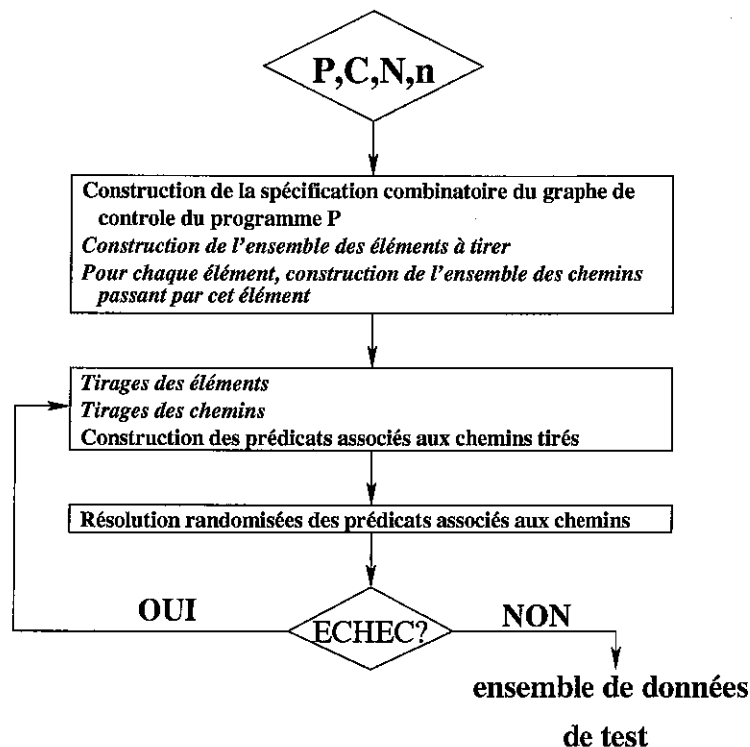 P,C,N,n
Construction de la spécification combinatoire du graphe de
controle du programme P
Construction de l'ensemble des éléments à tirer
Pour chaque élément, construction de l'ensemble des chemins
passant par cet élément
Tirages des éléments
Tirages des chemins
Construction des prédicats associés aux chemins tirés
Résolution randomisées des prédicats associés aux chemins
OUI
ECHEC?
NON
ensemble de données
de test